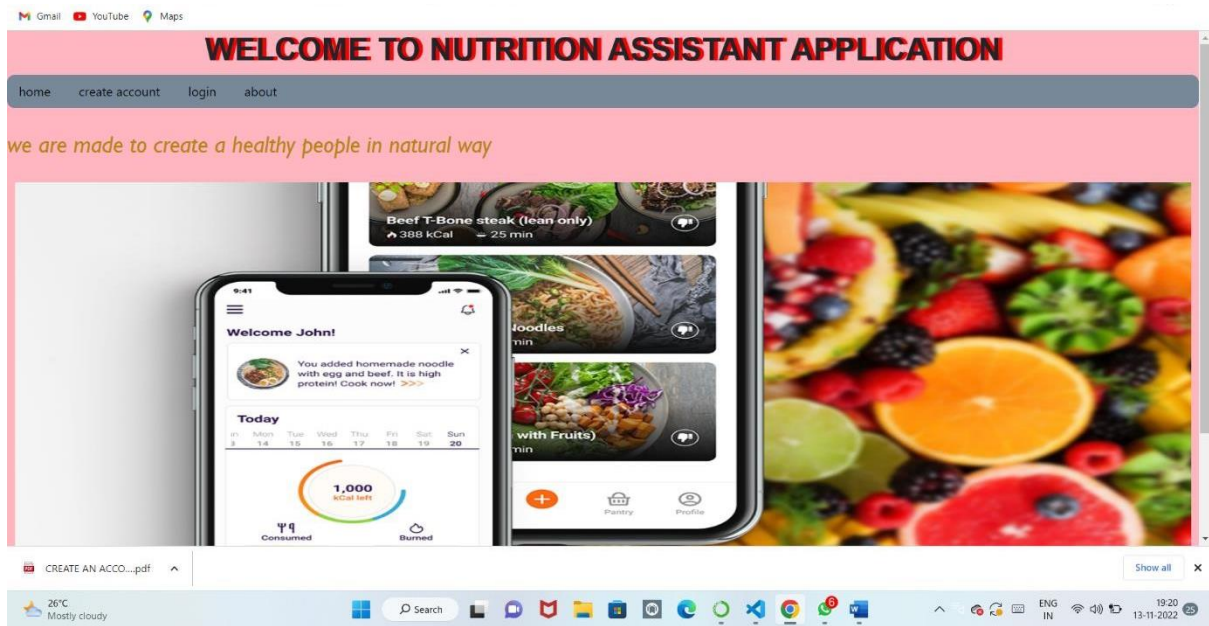 Gmail YouTube Maps
WELCOME TO NUTRITION ASSISTANT APPLICATION
home create account login about
we are made to create a healthy people in natural way
Beef T-Bone steak (lean only)
388 kCal 25 min
9:41
Welcome John!
You added homemade noodle
with egg and beef. It is high
protein! Cook now! >>>
Noodles
min
Today
Mon Tue Wed Thu Fri Sat Sun
14 15 16 17 18 19 20
with Fruits)
min
1,000
kCal left
Consumed Burned
Pantry Profile
CREATE AN ACCO....pdf Show all
26°C
Mostly cloudy
Search
6
ENG
IN
19:20
13-11-2022
25